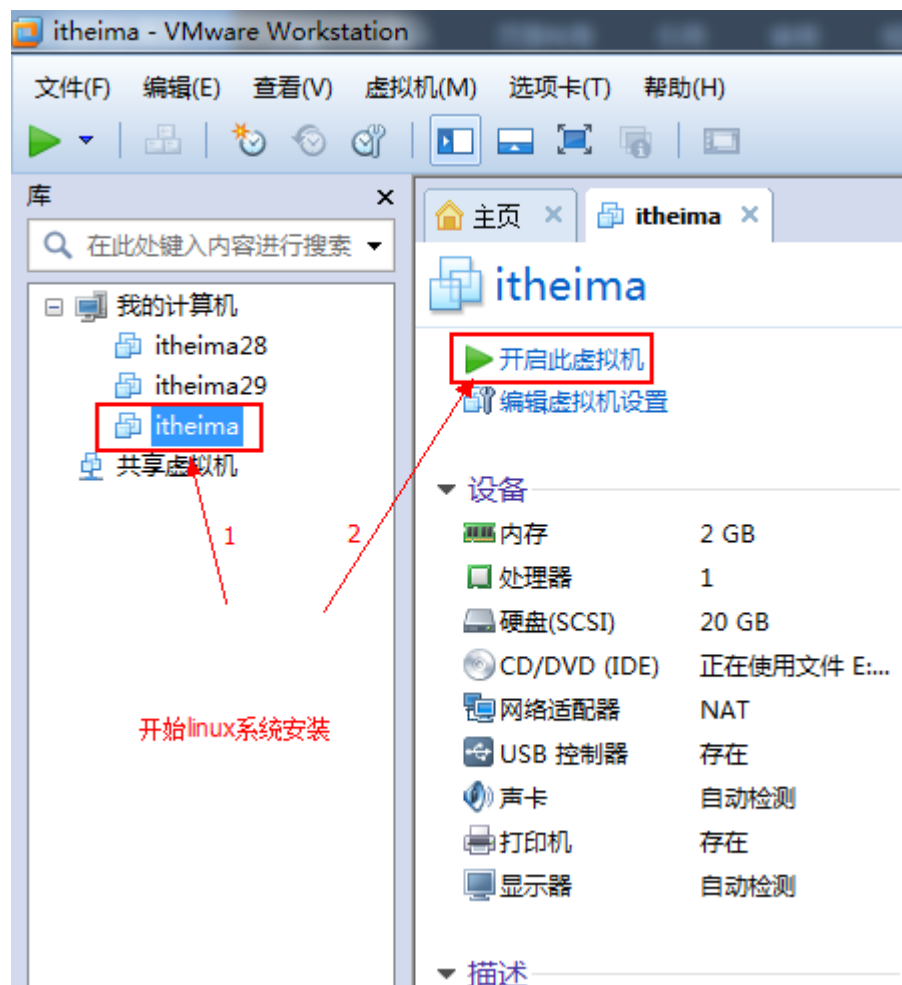 itheima - VMware Workstation
文件(F) 编辑(E) 查看(V) 虚拟机(M) 选项卡(T) 帮助(H)
库
在此处键入内容进行搜索
我的计算机
itheima28
itheima29
itheima
共享虚拟机
1
2
开始linux系统安装
主页
itheima
itheima
开启此虚拟机
编辑虚拟机设置
设备
内存 2 GB
处理器 1
硬盘(SCSI) 20 GB
CD/DVD (IDE) 正在使用文件 E:...
网络适配器 NAT
USB 控制器 存在
声卡 自动检测
打印机 存在
显示器 自动检测
描述